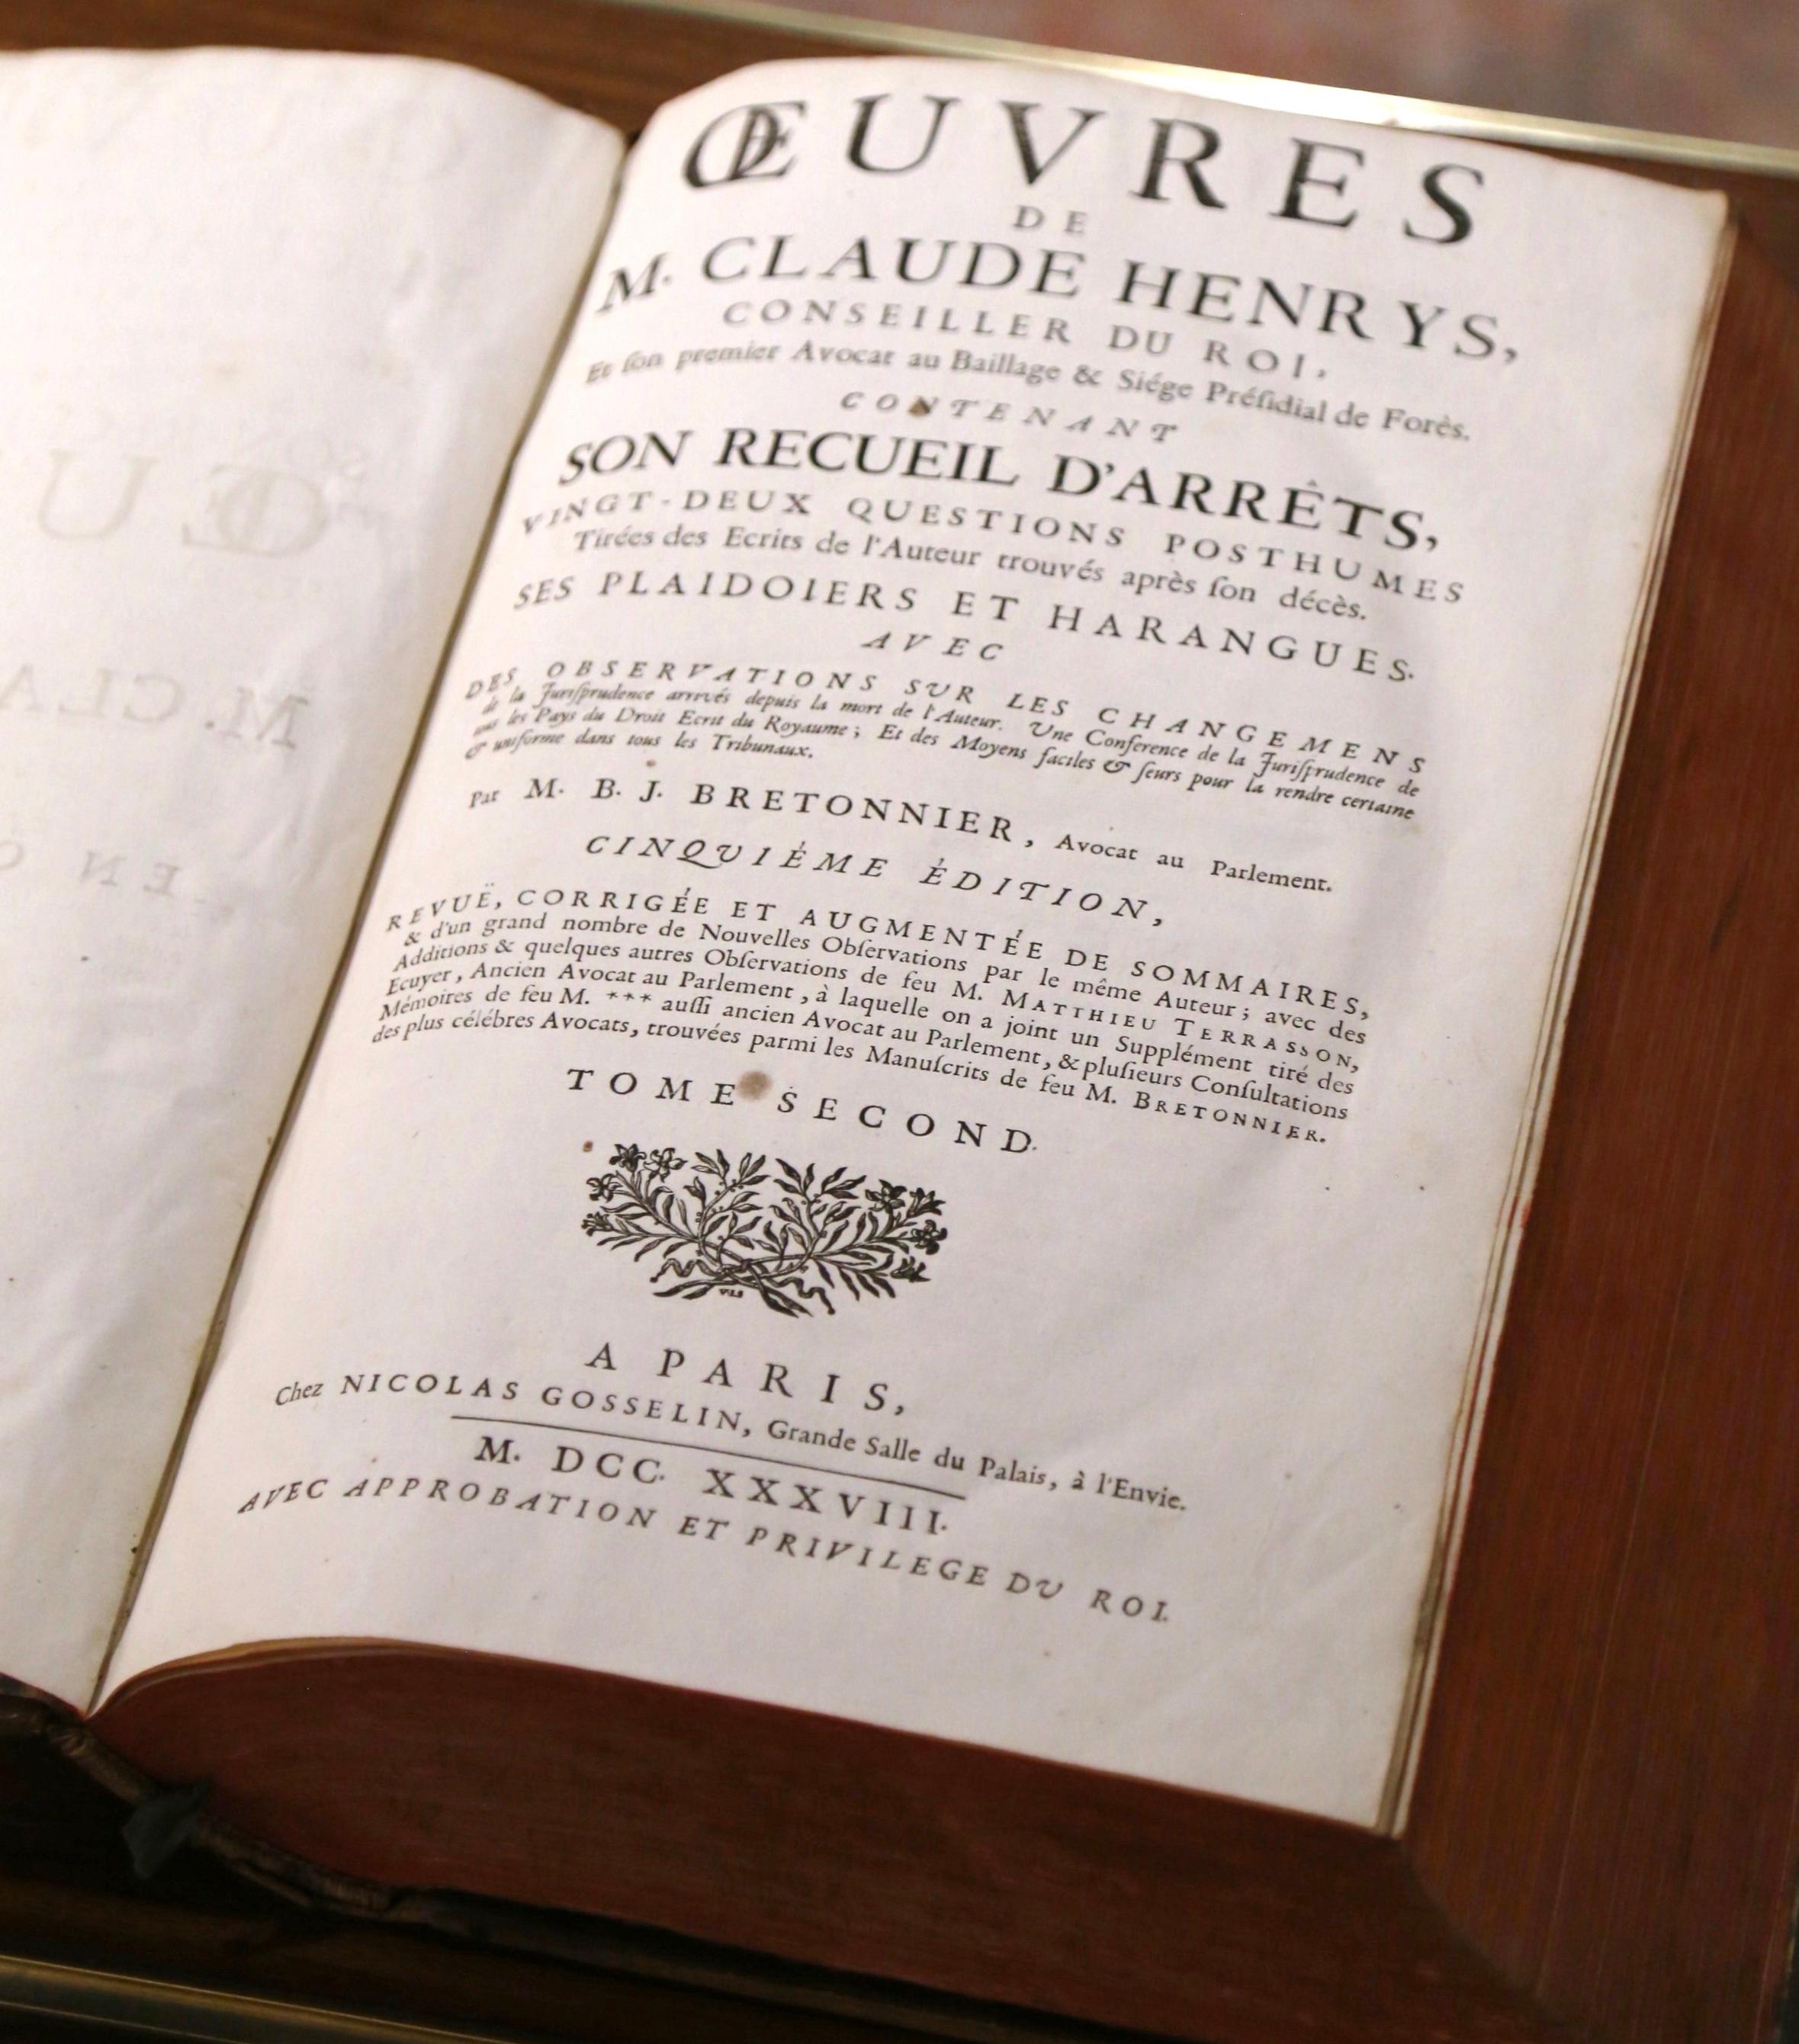 ŒUVRES
DE
M. CLAUDE HENRYS,
CONSEILLER DU ROI,
Et ſon premier Avocat au Baillage & Siége Préſidial de Forès.
CONTENANT
SON RECUEIL D'ARRÊTS,
VINGT-DEUX QUESTIONS POSTHUMES
Tirées des Ecrits de l'Auteur trouvés après ſon décès.
SES PLAIDOIERS ET HARANGUES.
AVEC
DES OBSERVATIONS SUR LES CHANGEMENS
de la Juriſprudence arrivés depuis la mort de l'Auteur. Une Conference de la Juriſprudence de
tous les Pays du Droit Ecrit du Royaume; Et des Moyens faciles & ſeurs pour la rendre certaine
& uniforme dans tous les Tribunaux.
Par M. B. J. BRETONNIER, Avocat au Parlement.
CINQUIÉME ÉDITION,
REVUË, CORRIGÉE ET AUGMENTÉE DE SOMMAIRES,
& d'un grand nombre de Nouvelles Obſervations par le même Auteur; avec des
Additions & quelques autres Obſervations de feu M. MATTHIEU TERRASSON,
Ecuyer, Ancien Avocat au Parlement, à laquelle on a joint un Supplément tiré des
Mémoires de feu M. *** auſſi ancien Avocat au Parlement, & pluſieurs Conſultations
des plus célébres Avocats, trouvées parmi les Manuſcrits de feu M. BRETONNIER.
TOME SECOND.
A PARIS,
Chez NICOLAS GOSSELIN, Grande Salle du Palais, à l'Envie.
M. DCC. XXXVIII.
AVEC APPROBATION ET PRIVILEGE DU ROI.